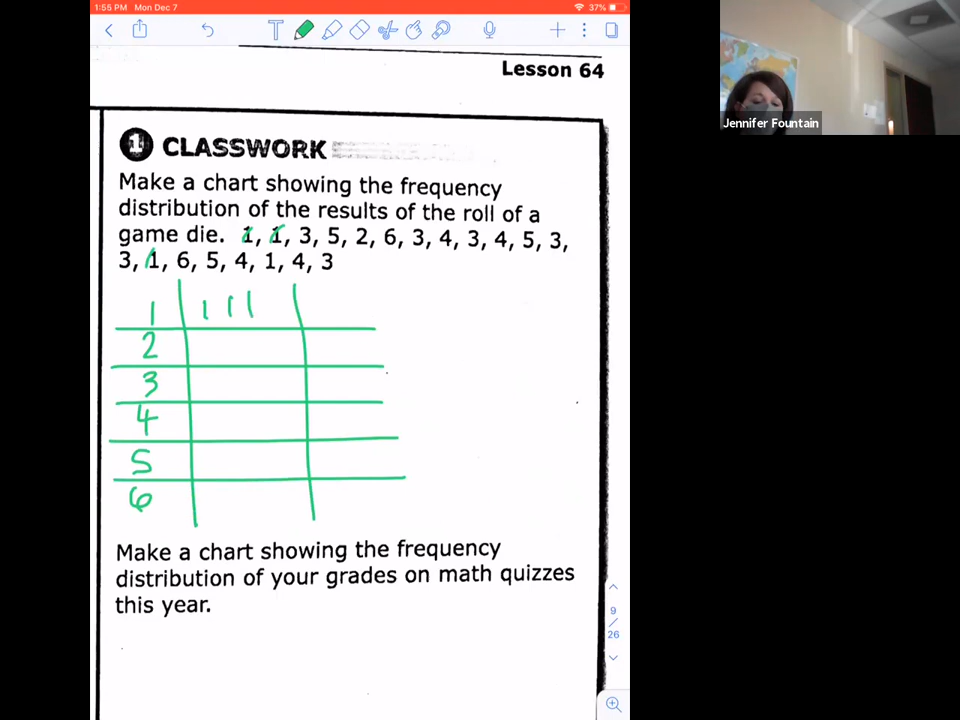 1:55 PM Mon Dec 7
37%
T
Lesson 64
1 CLASSWORK
Make a chart showing the frequency
distribution of the results of the roll of a
game die. 1, 1, 3, 5, 2, 6, 3, 4, 3, 4, 5, 3,
3, 1, 6, 5, 4, 1, 4, 3
1 | | |
2
3
4
5
6
Make a chart showing the frequency
distribution of your grades on math quizzes
this year.
9
/
26
Jennifer Fountain